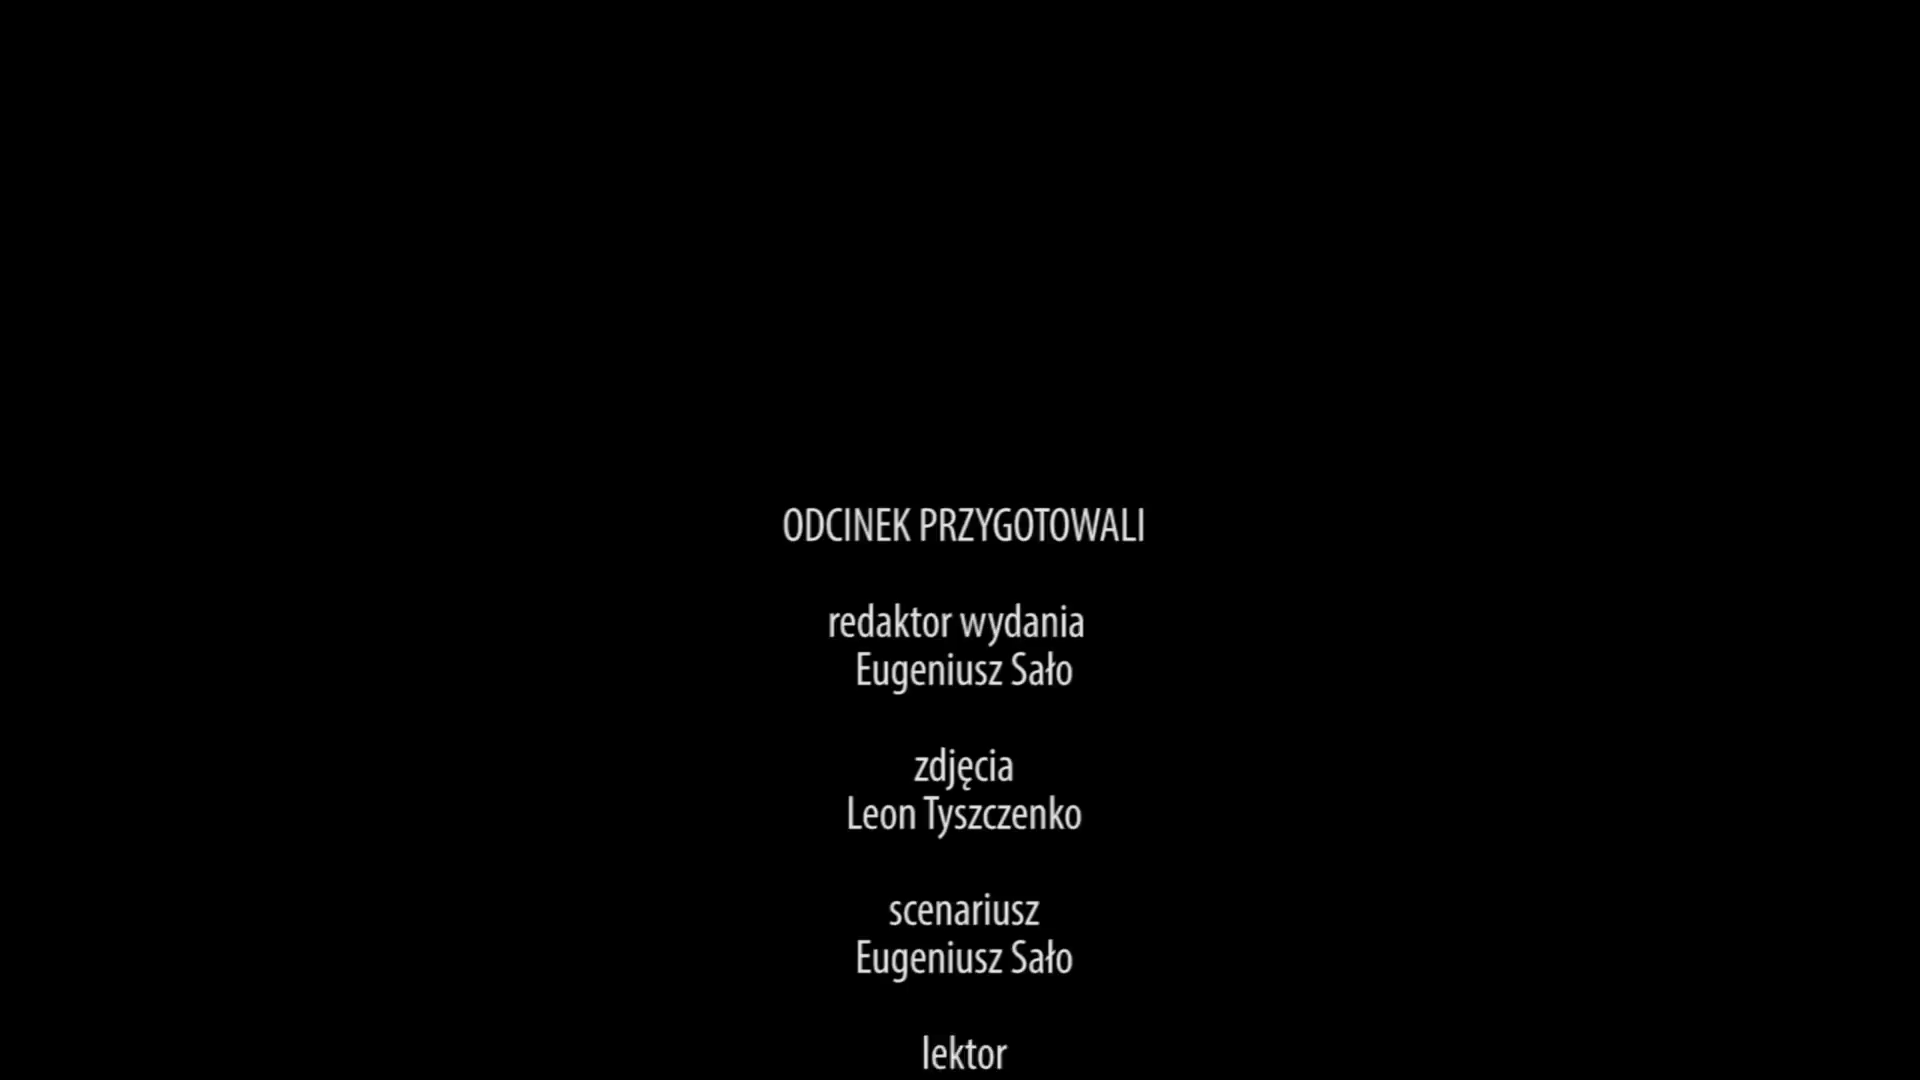 ODCINEK PRZYGOTOWALI
redaktor wydania
Eugeniusz Sało
zdjęcia
Leon Tyszczenko
scenariusz
Eugeniusz Sało
lektor